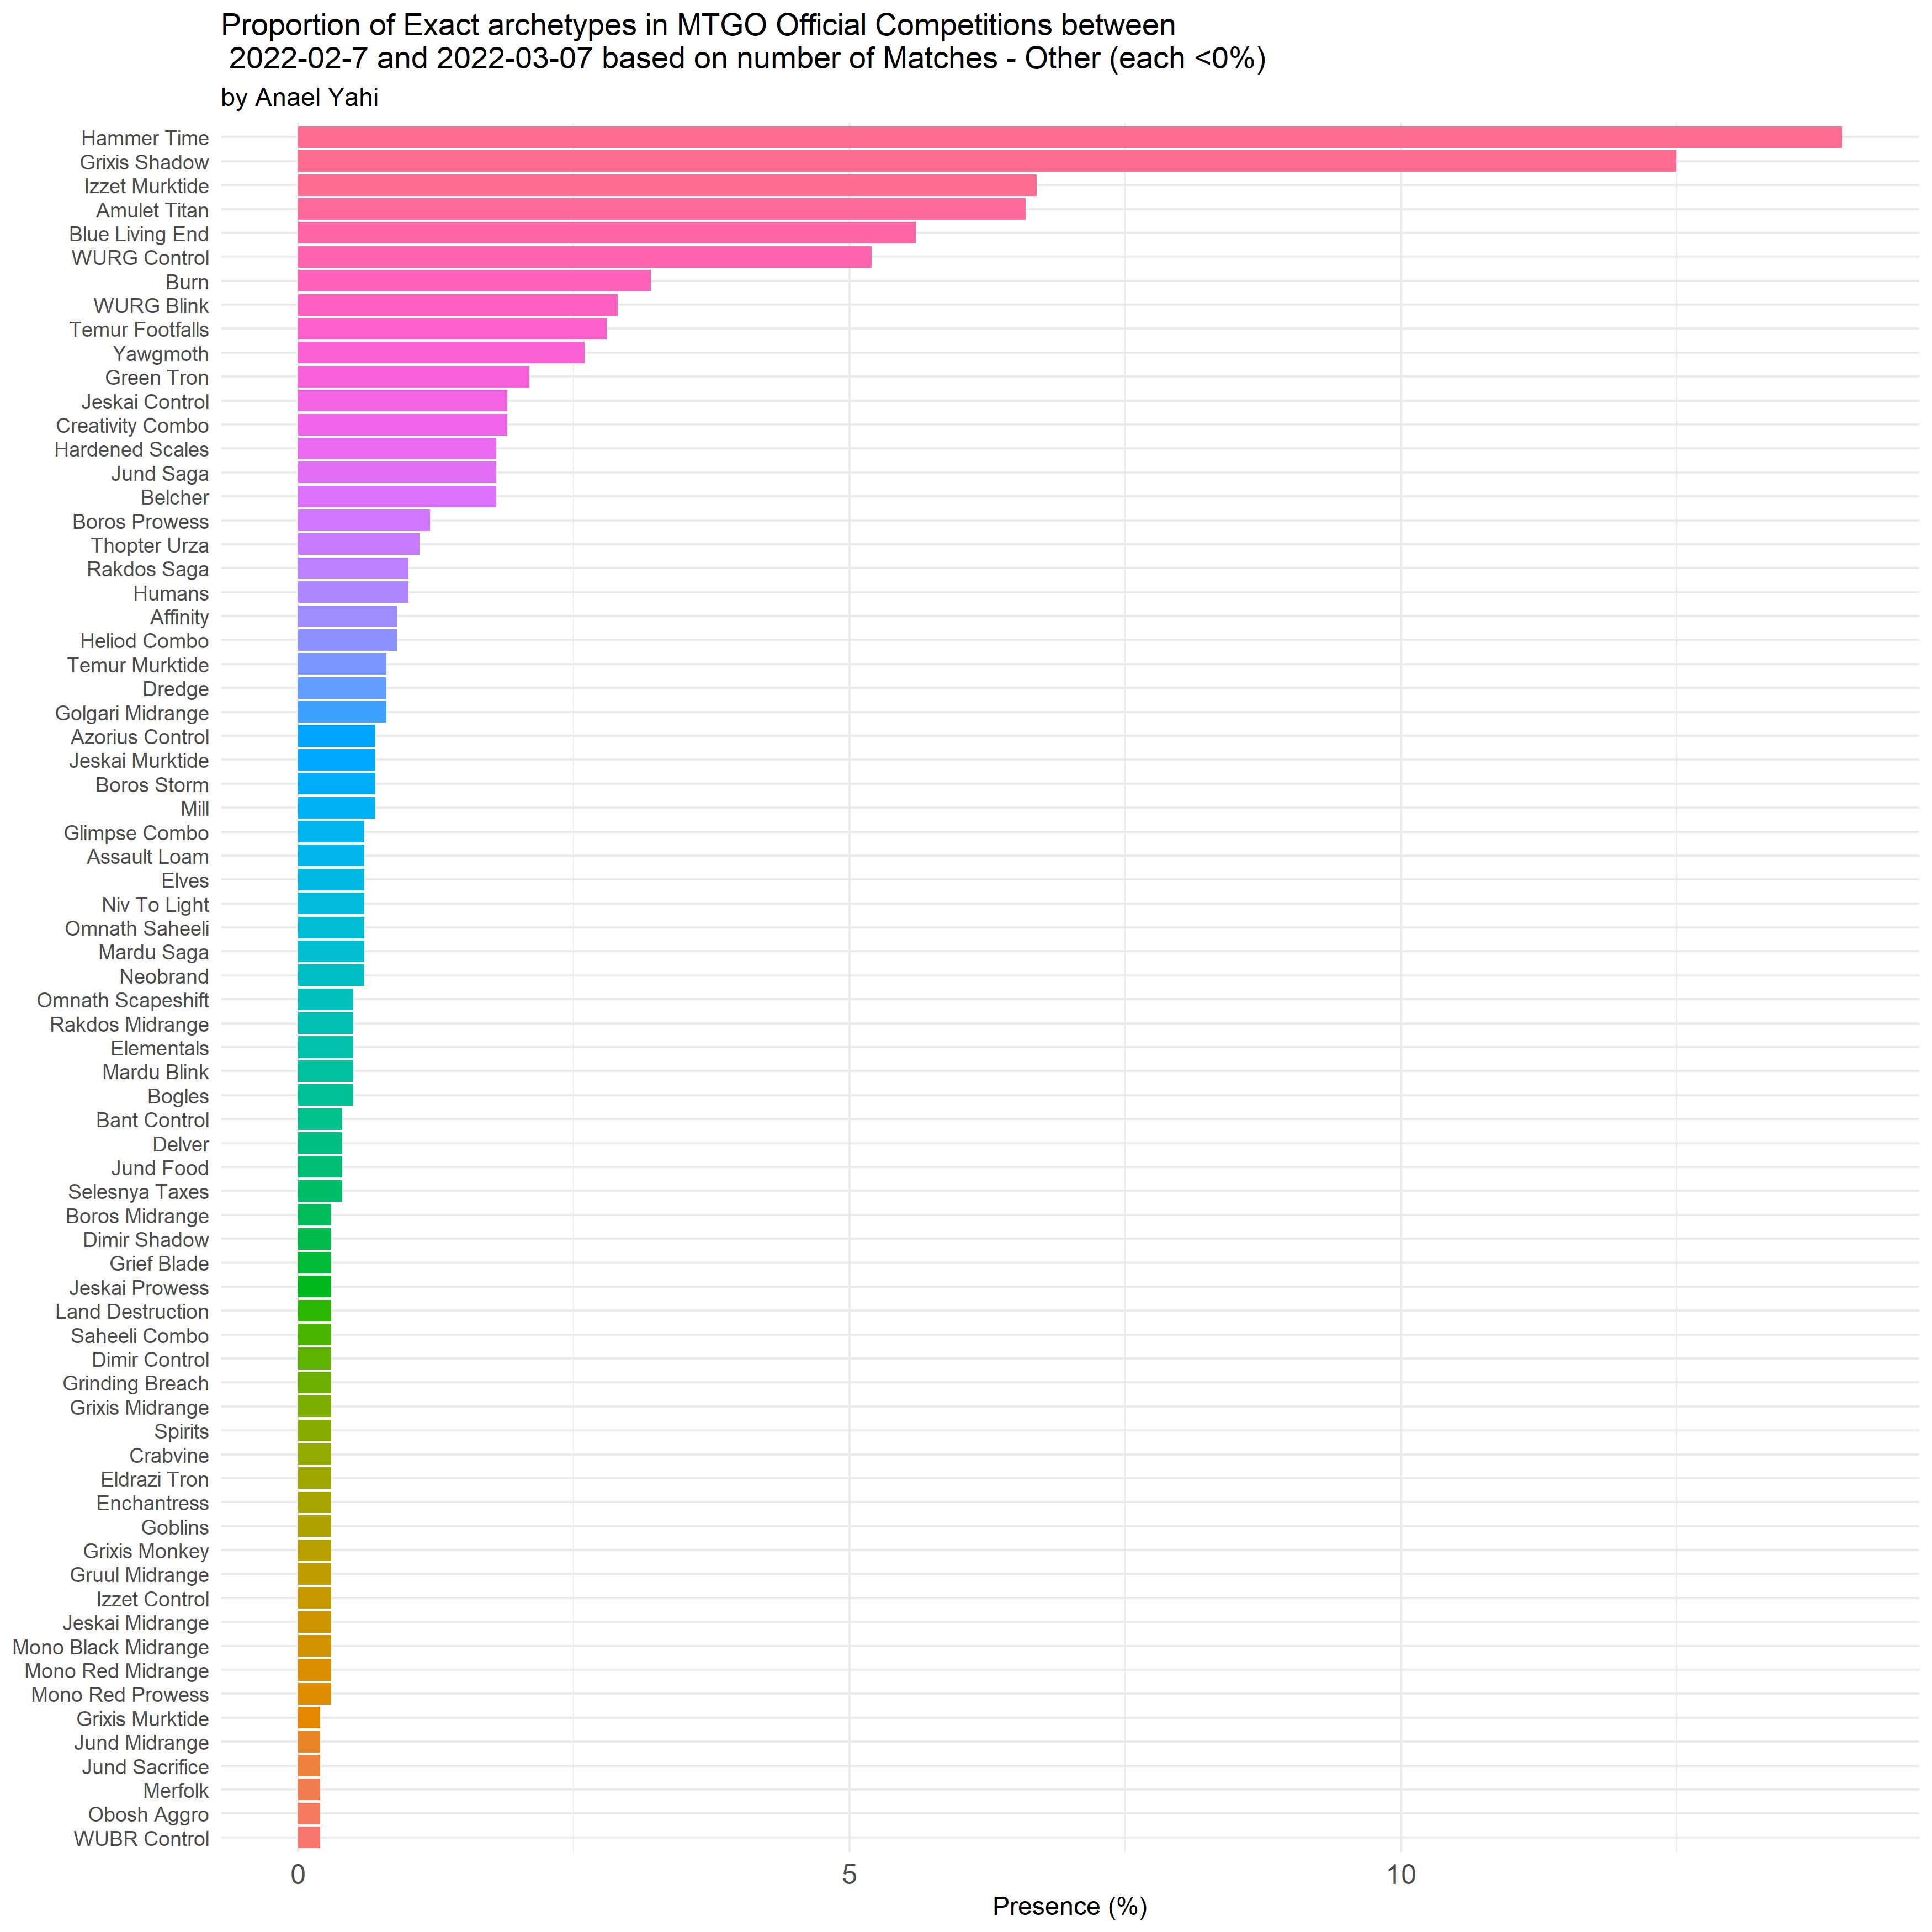 Proportion of Exact archetypes in MTGO Official Competitions between
2022-02-7 and 2022-03-07 based on number of Matches - Other (each <0%)
by Anael Yahi
Hammer Time
Grixis Shadow
Izzet Murktide
Amulet Titan
Blue Living End
WURG Control
Burn
WURG Blink
Temur Footfalls
Yawgmoth
Green Tron
Jeskai Control
Creativity Combo
Hardened Scales
Jund Saga
Belcher
Boros Prowess
Thopter Urza
Rakdos Saga
Humans
Affinity
Heliod Combo
Temur Murktide
Dredge
Golgari Midrange
Azorius Control
Jeskai Murktide
Boros Storm
Mill
Glimpse Combo
Assault Loam
Elves
Niv To Light
Omnath Saheeli
Mardu Saga
Neobrand
Omnath Scapeshift
Rakdos Midrange
Elementals
Mardu Blink
Bogles
Bant Control
Delver
Jund Food
Selesnya Taxes
Boros Midrange
Dimir Shadow
Grief Blade
Jeskai Prowess
Land Destruction
Saheeli Combo
Dimir Control
Grinding Breach
Grixis Midrange
Spirits
Crabvine
Eldrazi Tron
Enchantress
Goblins
Grixis Monkey
Gruul Midrange
Izzet Control
Jeskai Midrange
Mono Black Midrange
Mono Red Midrange
Mono Red Prowess
Grixis Murktide
Jund Midrange
Jund Sacrifice
Merfolk
Obosh Aggro
WUBR Control
0 5 10
Presence (%)